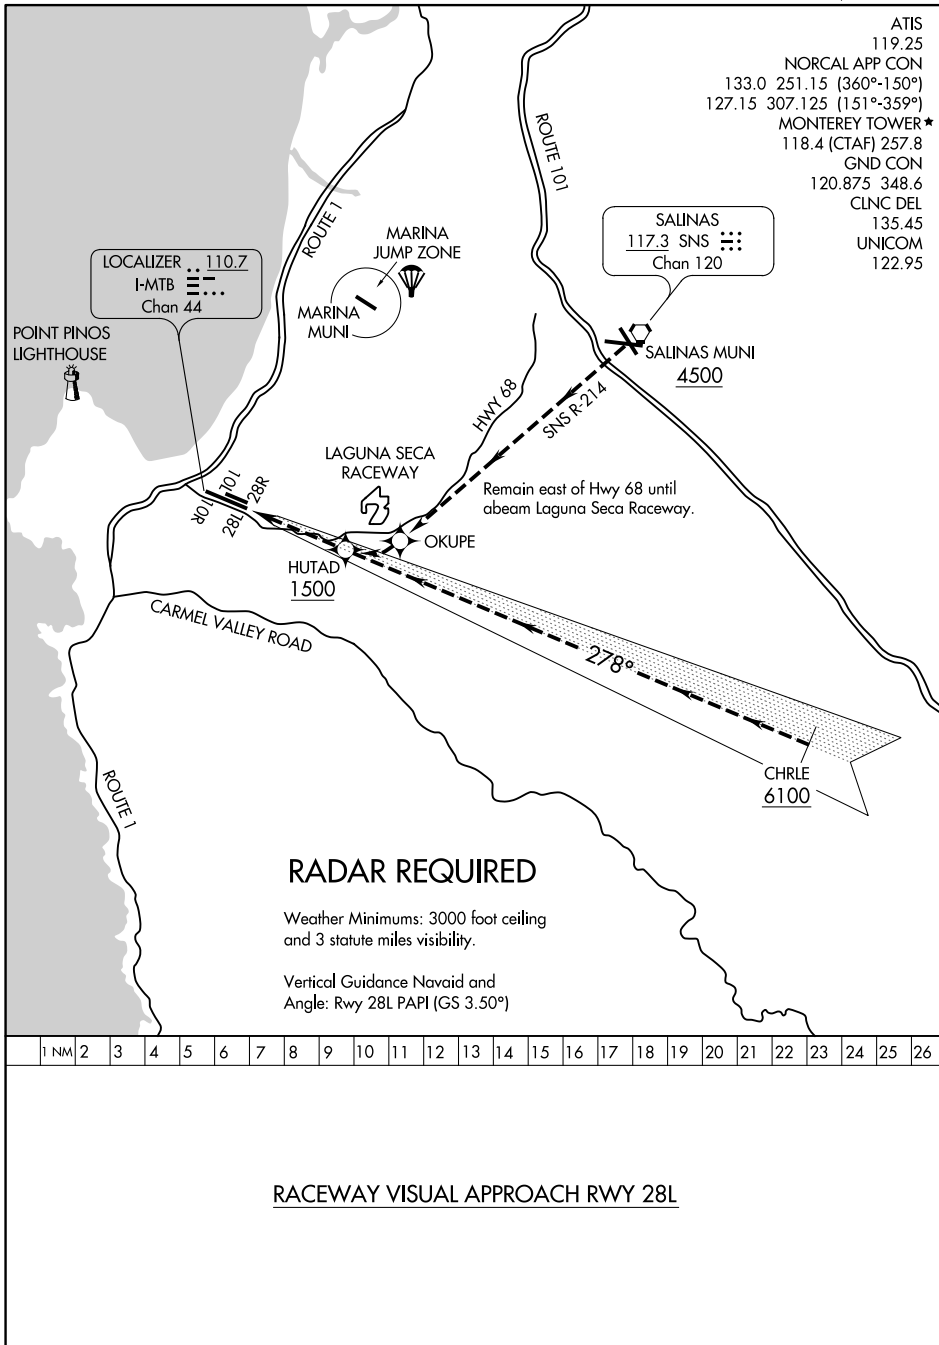 ATIS
119.25
NORCAL APP CON
133.0 251.15 (360°-150°)
127.15 307.125 (151°-359°)
MONTEREY TOWER★
118.4 (CTAF) 257.8
GND CON
120.875 348.6
CLNC DEL
135.45
UNICOM
122.95
ROUTE 101
ROUTE 1
SALINAS
117.3 SNS
Chan 120
MARINA
JUMP ZONE
LOCALIZER 110.7
I-MTB
Chan 44
MARINA
MUNI
POINT PINOS
LIGHTHOUSE
SALINAS MUNI
4500
HWY 68
SNS R-214
LAGUNA SECA
RACEWAY
Remain east of Hwy 68 until
abeam Laguna Seca Raceway.
10L
28R
10R
28L
OKUPE
HUTAD
1500
CARMEL VALLEY ROAD
278°
CHRLE
6100
ROUTE 1
RADAR REQUIRED
Weather Minimums: 3000 foot ceiling
and 3 statute miles visibility.
Vertical Guidance Navaid and
Angle: Rwy 28L PAPI (GS 3.50°)
1 NM 2 3 4 5 6 7 8 9 10 11 12 13 14 15 16 17 18 19 20 21 22 23 24 25 26
RACEWAY VISUAL APPROACH RWY 28L